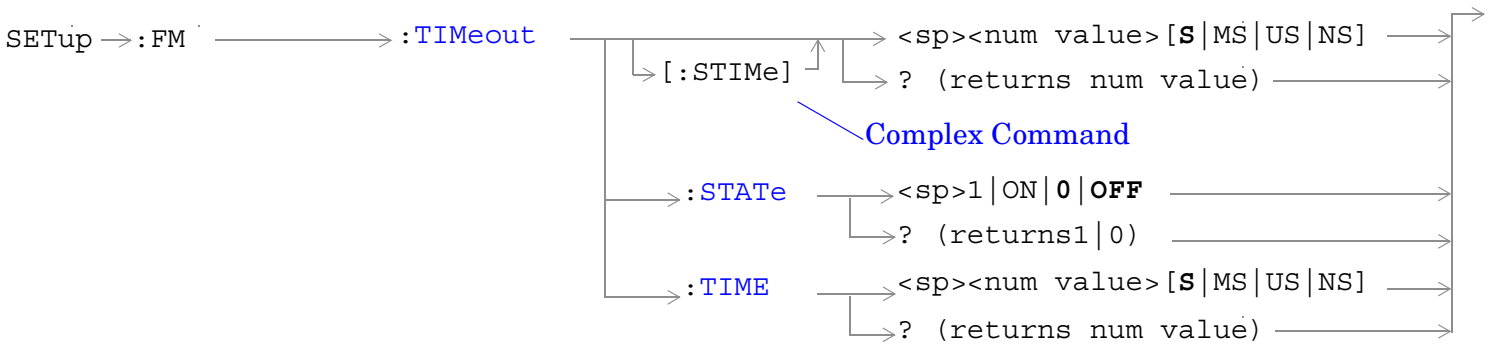 SETup :FM :TIMeout <sp><num value>[S|MS|US|NS]
[:STIMe] ? (returns num value)
Complex Command
:STATe <sp>1|ON|0|OFF
? (returns1|0)
:TIME <sp><num value>[S|MS|US|NS]
? (returns num value)